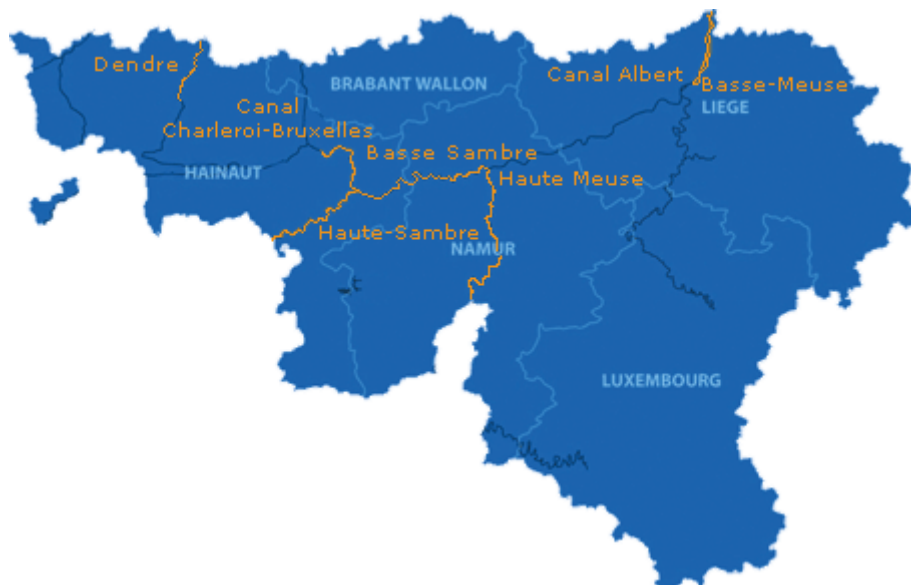 Dendre
BRABANT WALLON
Canal Albert
Basse-Meuse
LIEGE
Canal
Charleroi-Bruxelles
Basse Sambre
HAINAUT
Haute Meuse
Haute-Sambre
NAMUR
LUXEMBOURG